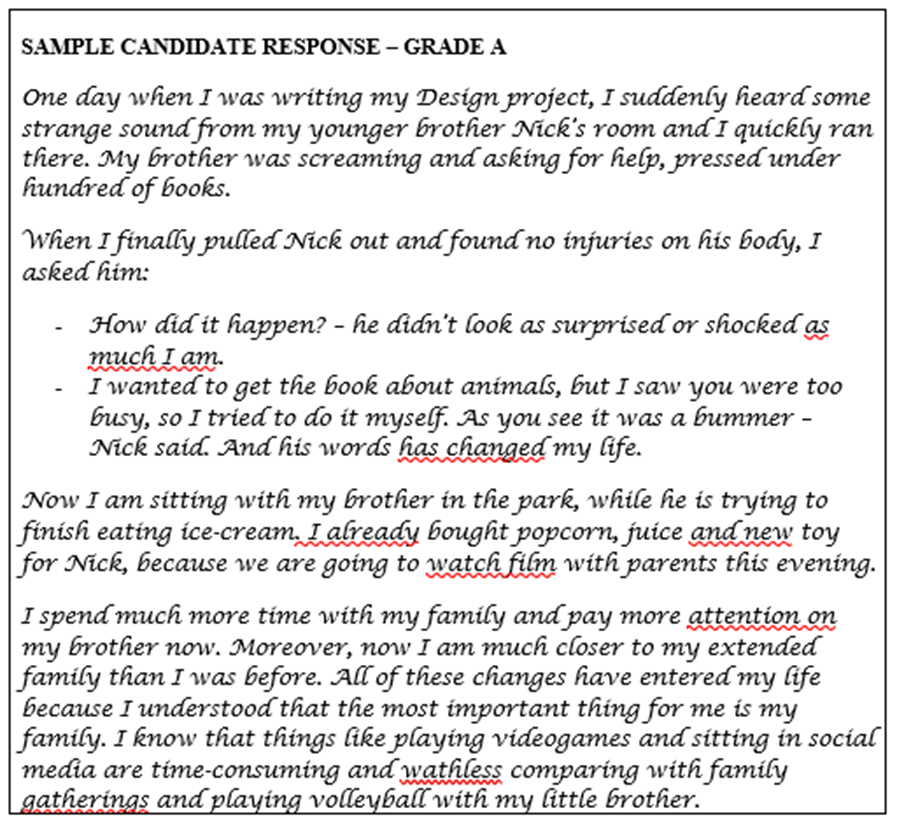 SAMPLE CANDIDATE RESPONSE – GRADE A
One day when I was writing my Design project, I suddenly heard some
strange sound from my younger brother Nick's room and I quickly ran
there. My brother was screaming and asking for help, pressed under
hundred of books.
When I finally pulled Nick out and found no injuries on his body, I
asked him:
- How did it happen? – he didn't look as surprised or shocked as
much I am.
- I wanted to get the book about animals, but I saw you were too
busy, so I tried to do it myself. As you see it was a bummer –
Nick said. And his words has changed my life.
Now I am sitting with my brother in the park, while he is trying to
finish eating ice-cream. I already bought popcorn, juice and new toy
for Nick, because we are going to watch film with parents this evening.
I spend much more time with my family and pay more attention on
my brother now. Moreover, now I am much closer to my extended
family than I was before. All of these changes have entered my life
because I understood that the most important thing for me is my
family. I know that things like playing videogames and sitting in social
media are time-consuming and wathless comparing with family
gatherings and playing volleyball with my little brother.